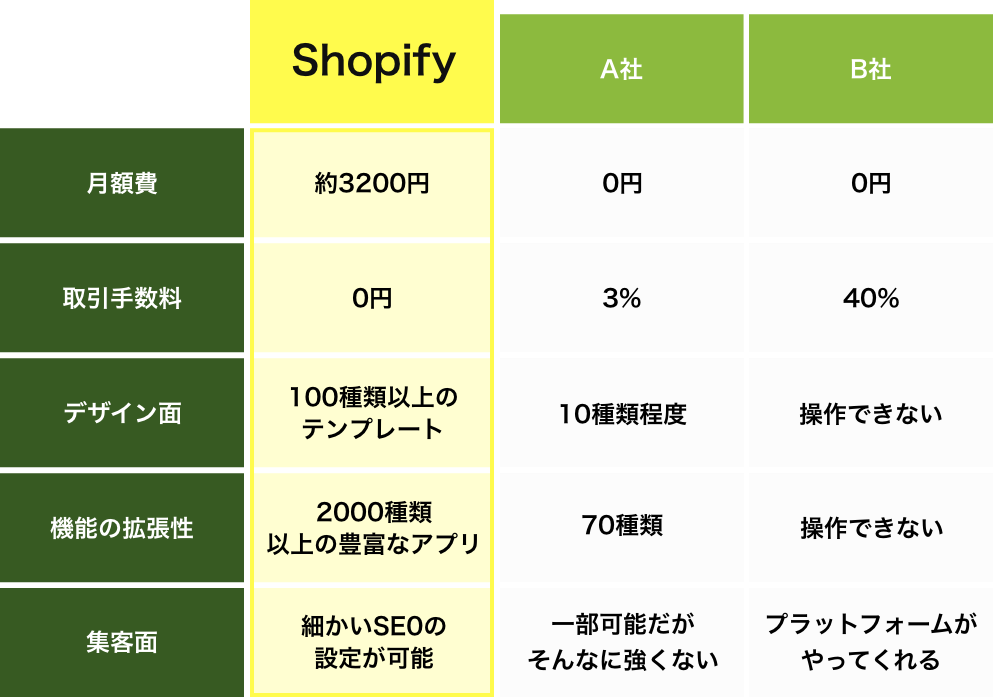 Shopify
A社
B社
月額費
約3200円
0円
0円
取引手数料
0円
3%
40%
デザイン面
100種類以上の
テンプレート
10種類程度
操作できない
機能の拡張性
2000種類
以上の豊富なアプリ
70種類
操作できない
集客面
細かいSEOの
設定が可能
一部可能だが
そんなに強くない
プラットフォームが
やってくれる